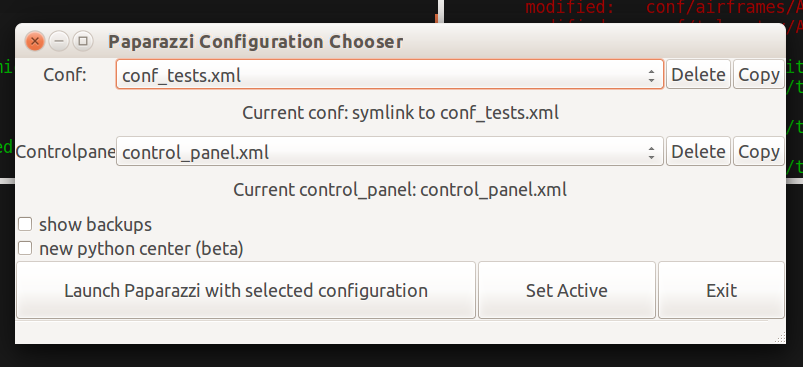 modified:   conf/airframes/A
Paparazzi Configuration Chooser
Conf: conf_tests.xml Delete Copy
Current conf: symlink to conf_tests.xml
Controlpane control_panel.xml Delete Copy
Current control_panel: control_panel.xml
show backups
new python center (beta)
Launch Paparazzi with selected configuration Set Active Exit